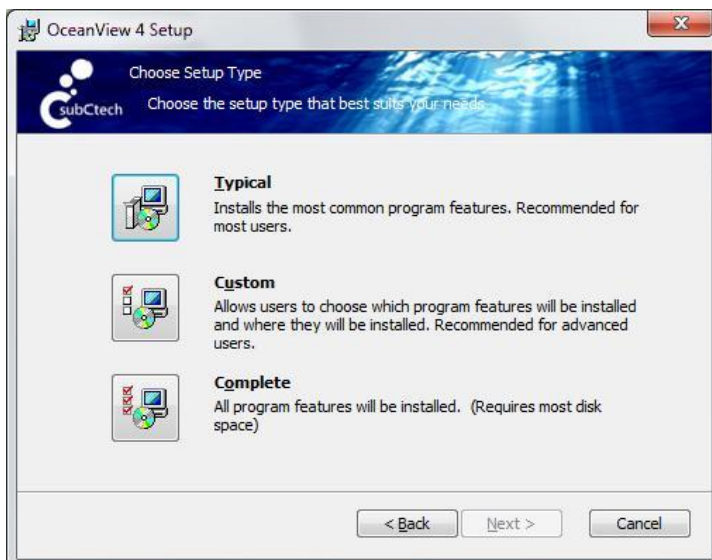 OceanView 4 Setup
Choose Setup Type
Choose the setup type that best suits your needs
subCtech
Typical
Installs the most common program features. Recommended for
most users.
Custom
Allows users to choose which program features will be installed
and where they will be installed. Recommended for advanced
users.
Complete
All program features will be installed. (Requires most disk
space)
< Back
Next >
Cancel